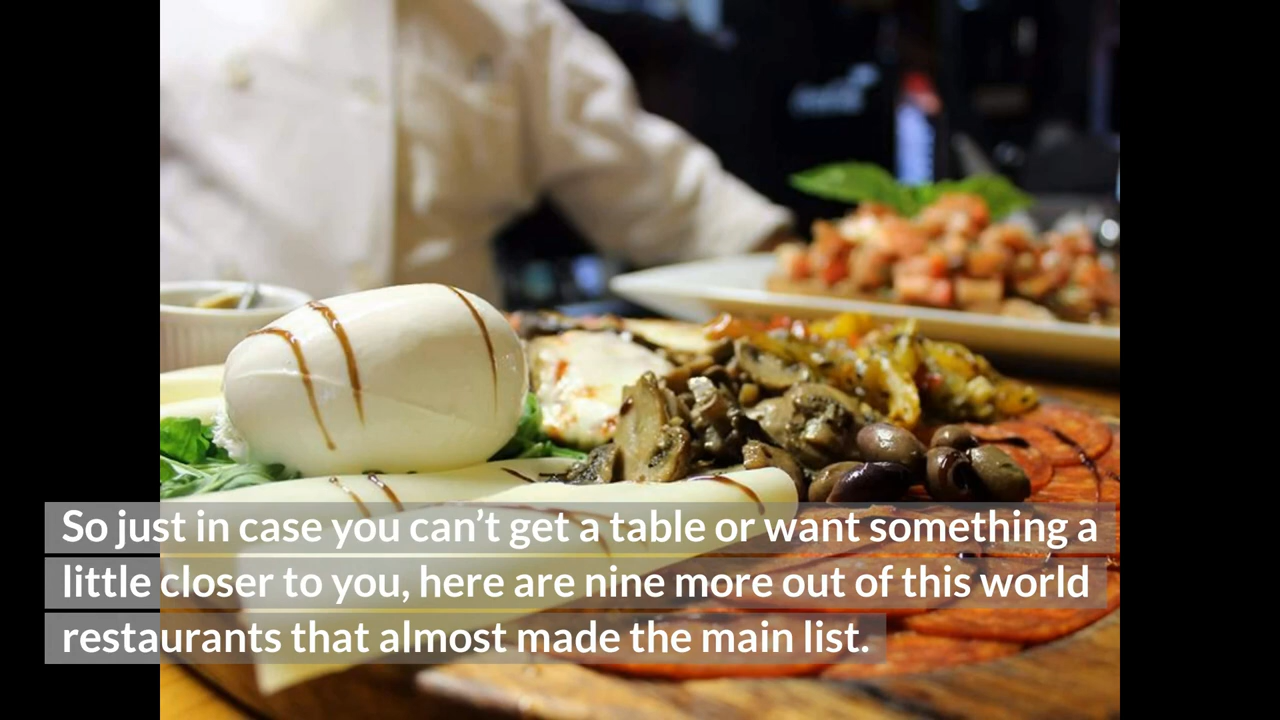 So just in case you can’t get a table or want something a
little closer to you, here are nine more out of this world
restaurants that almost made the main list.